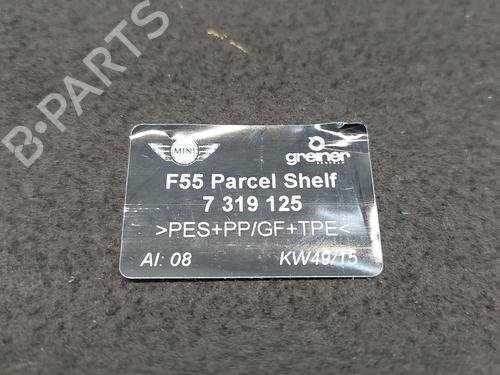 B-PARTS
MINI
greiner
F55 Parcel Shelf
7 319 125
>PES+PP/GF+TPE<
AI: 08 KW49/15